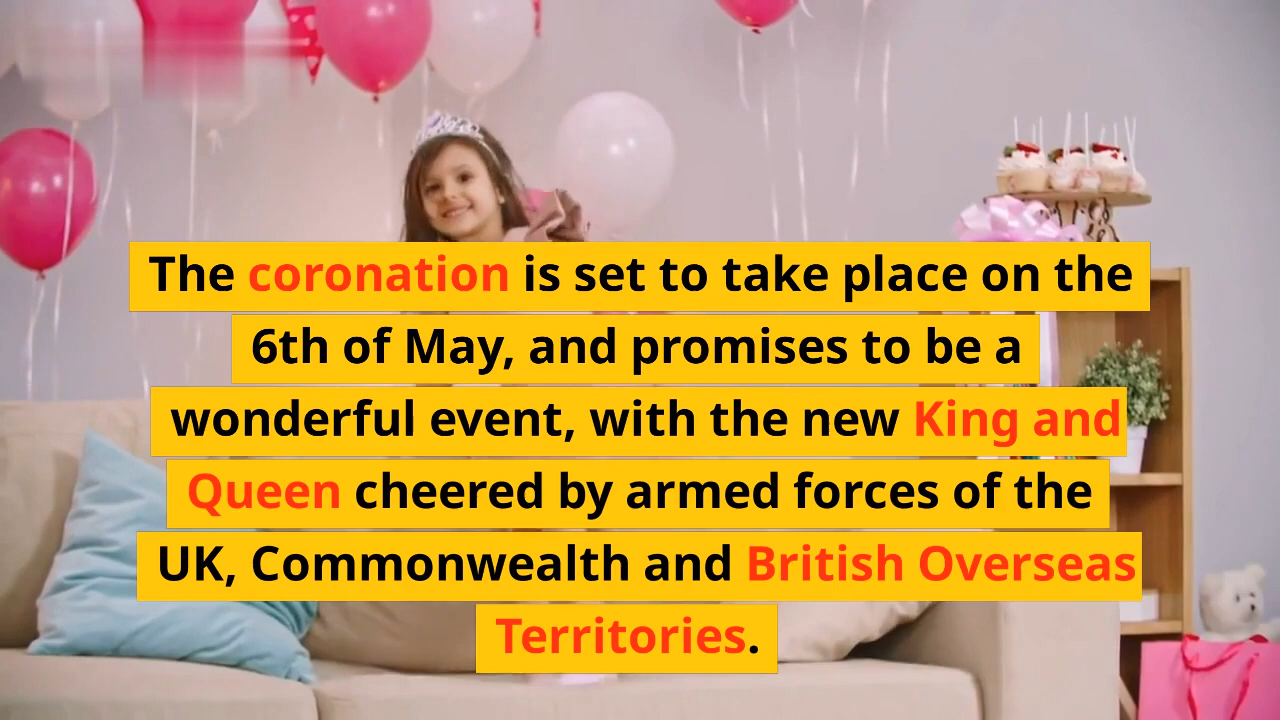 The coronation is set to take place on the
6th of May, and promises to be a
wonderful event, with the new King and
Queen cheered by armed forces of the
UK, Commonwealth and British Overseas
Territories.